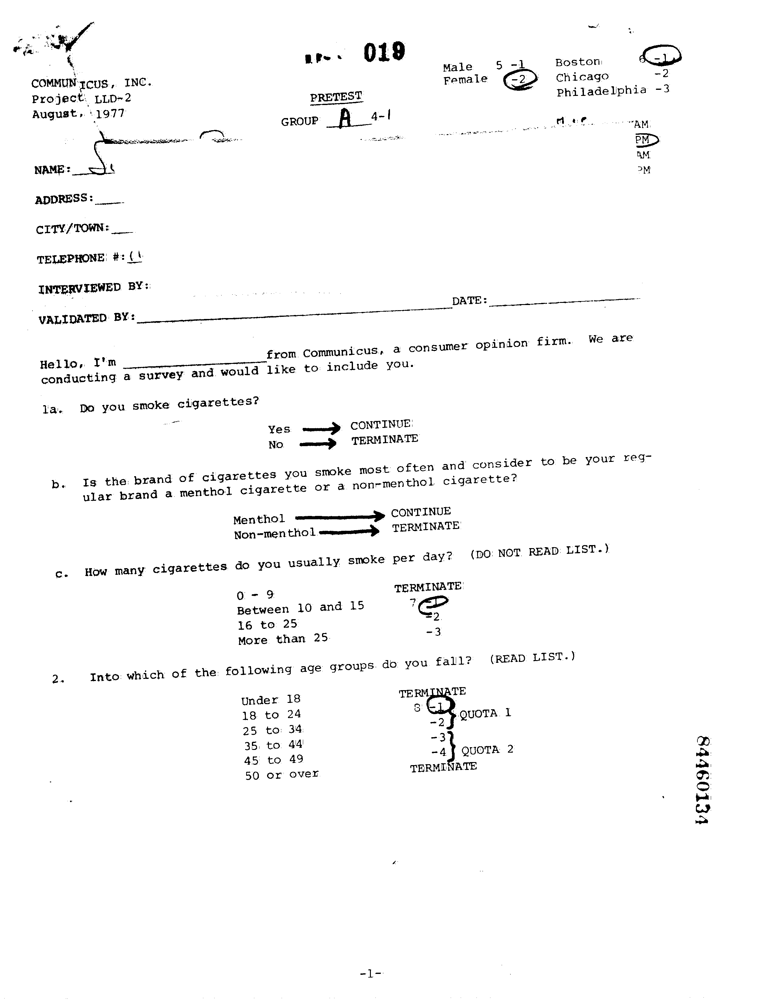 019
Male 5 -1 Boston 6 -1
Female -2 Chicago -2
Philadelphia -3
COMMUNICUS, INC.
Project LLD-2
August, 1977
PRETEST
GROUP A 4-1
AM
PM
AM
PM
NAME:
ADDRESS:
CITY/TOWN:
TELEPHONE #: (
INTERVIEWED BY:
VALIDATED BY: DATE:
Hello, I'm from Communicus, a consumer opinion firm. We are
conducting a survey and would like to include you.
1a. Do you smoke cigarettes?
Yes CONTINUE
No TERMINATE
b. Is the brand of cigarettes you smoke most often and consider to be your reg-
ular brand a menthol cigarette or a non-menthol cigarette?
Menthol CONTINUE
Non-menthol TERMINATE
c. How many cigarettes do you usually smoke per day? (DO NOT READ LIST.)
0 - 9 TERMINATE
Between 10 and 15 7 -1
16 to 25 -2
More than 25 -3
2. Into which of the following age groups do you fall? (READ LIST.)
Under 18 TERMINATE
18 to 24 8 -1
25 to 34 -2 QUOTA 1
35 to 44 -3
45 to 49 -4 QUOTA 2
50 or over TERMINATE
84460134
-1-